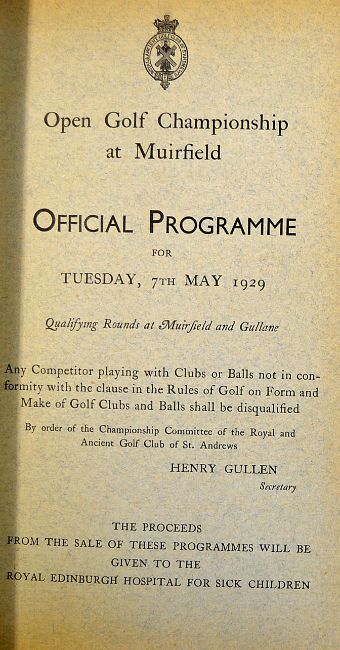 Open Golf Championship
at Muirfield
OFFICIAL PROGRAMME
FOR
TUESDAY, 7TH MAY 1929
Qualifying Rounds at Muirfield and Gullane
Any Competitor playing with Clubs or Balls not in con-
formity with the clause in the Rules of Golf on Form and
Make of Golf Clubs and Balls shall be disqualified
By order of the Championship Committee of the Royal and
Ancient Golf Club of St. Andrews
HENRY GULLEN
Secretary
THE PROCEEDS
FROM THE SALE OF THESE PROGRAMMES WILL BE
GIVEN TO THE
ROYAL EDINBURGH HOSPITAL FOR SICK CHILDREN